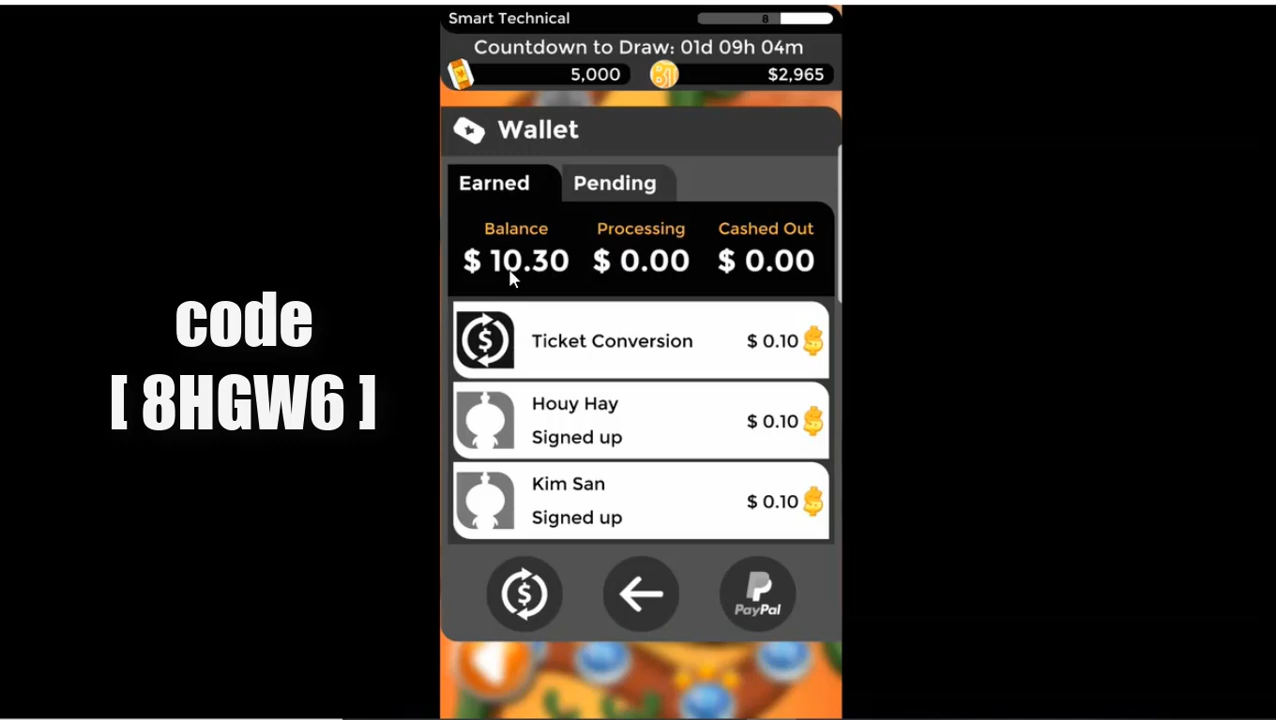 Smart Technical
8
Countdown to Draw: 01d 09h 04m
5,000
$2,965
Wallet
Earned
Pending
Balance
Processing
Cashed Out
$ 10.30
$ 0.00
$ 0.00
Ticket Conversion
$ 0.10
Houy Hay
Signed up
$ 0.10
Kim San
Signed up
$ 0.10
PayPal
code
[ 8HGW6 ]